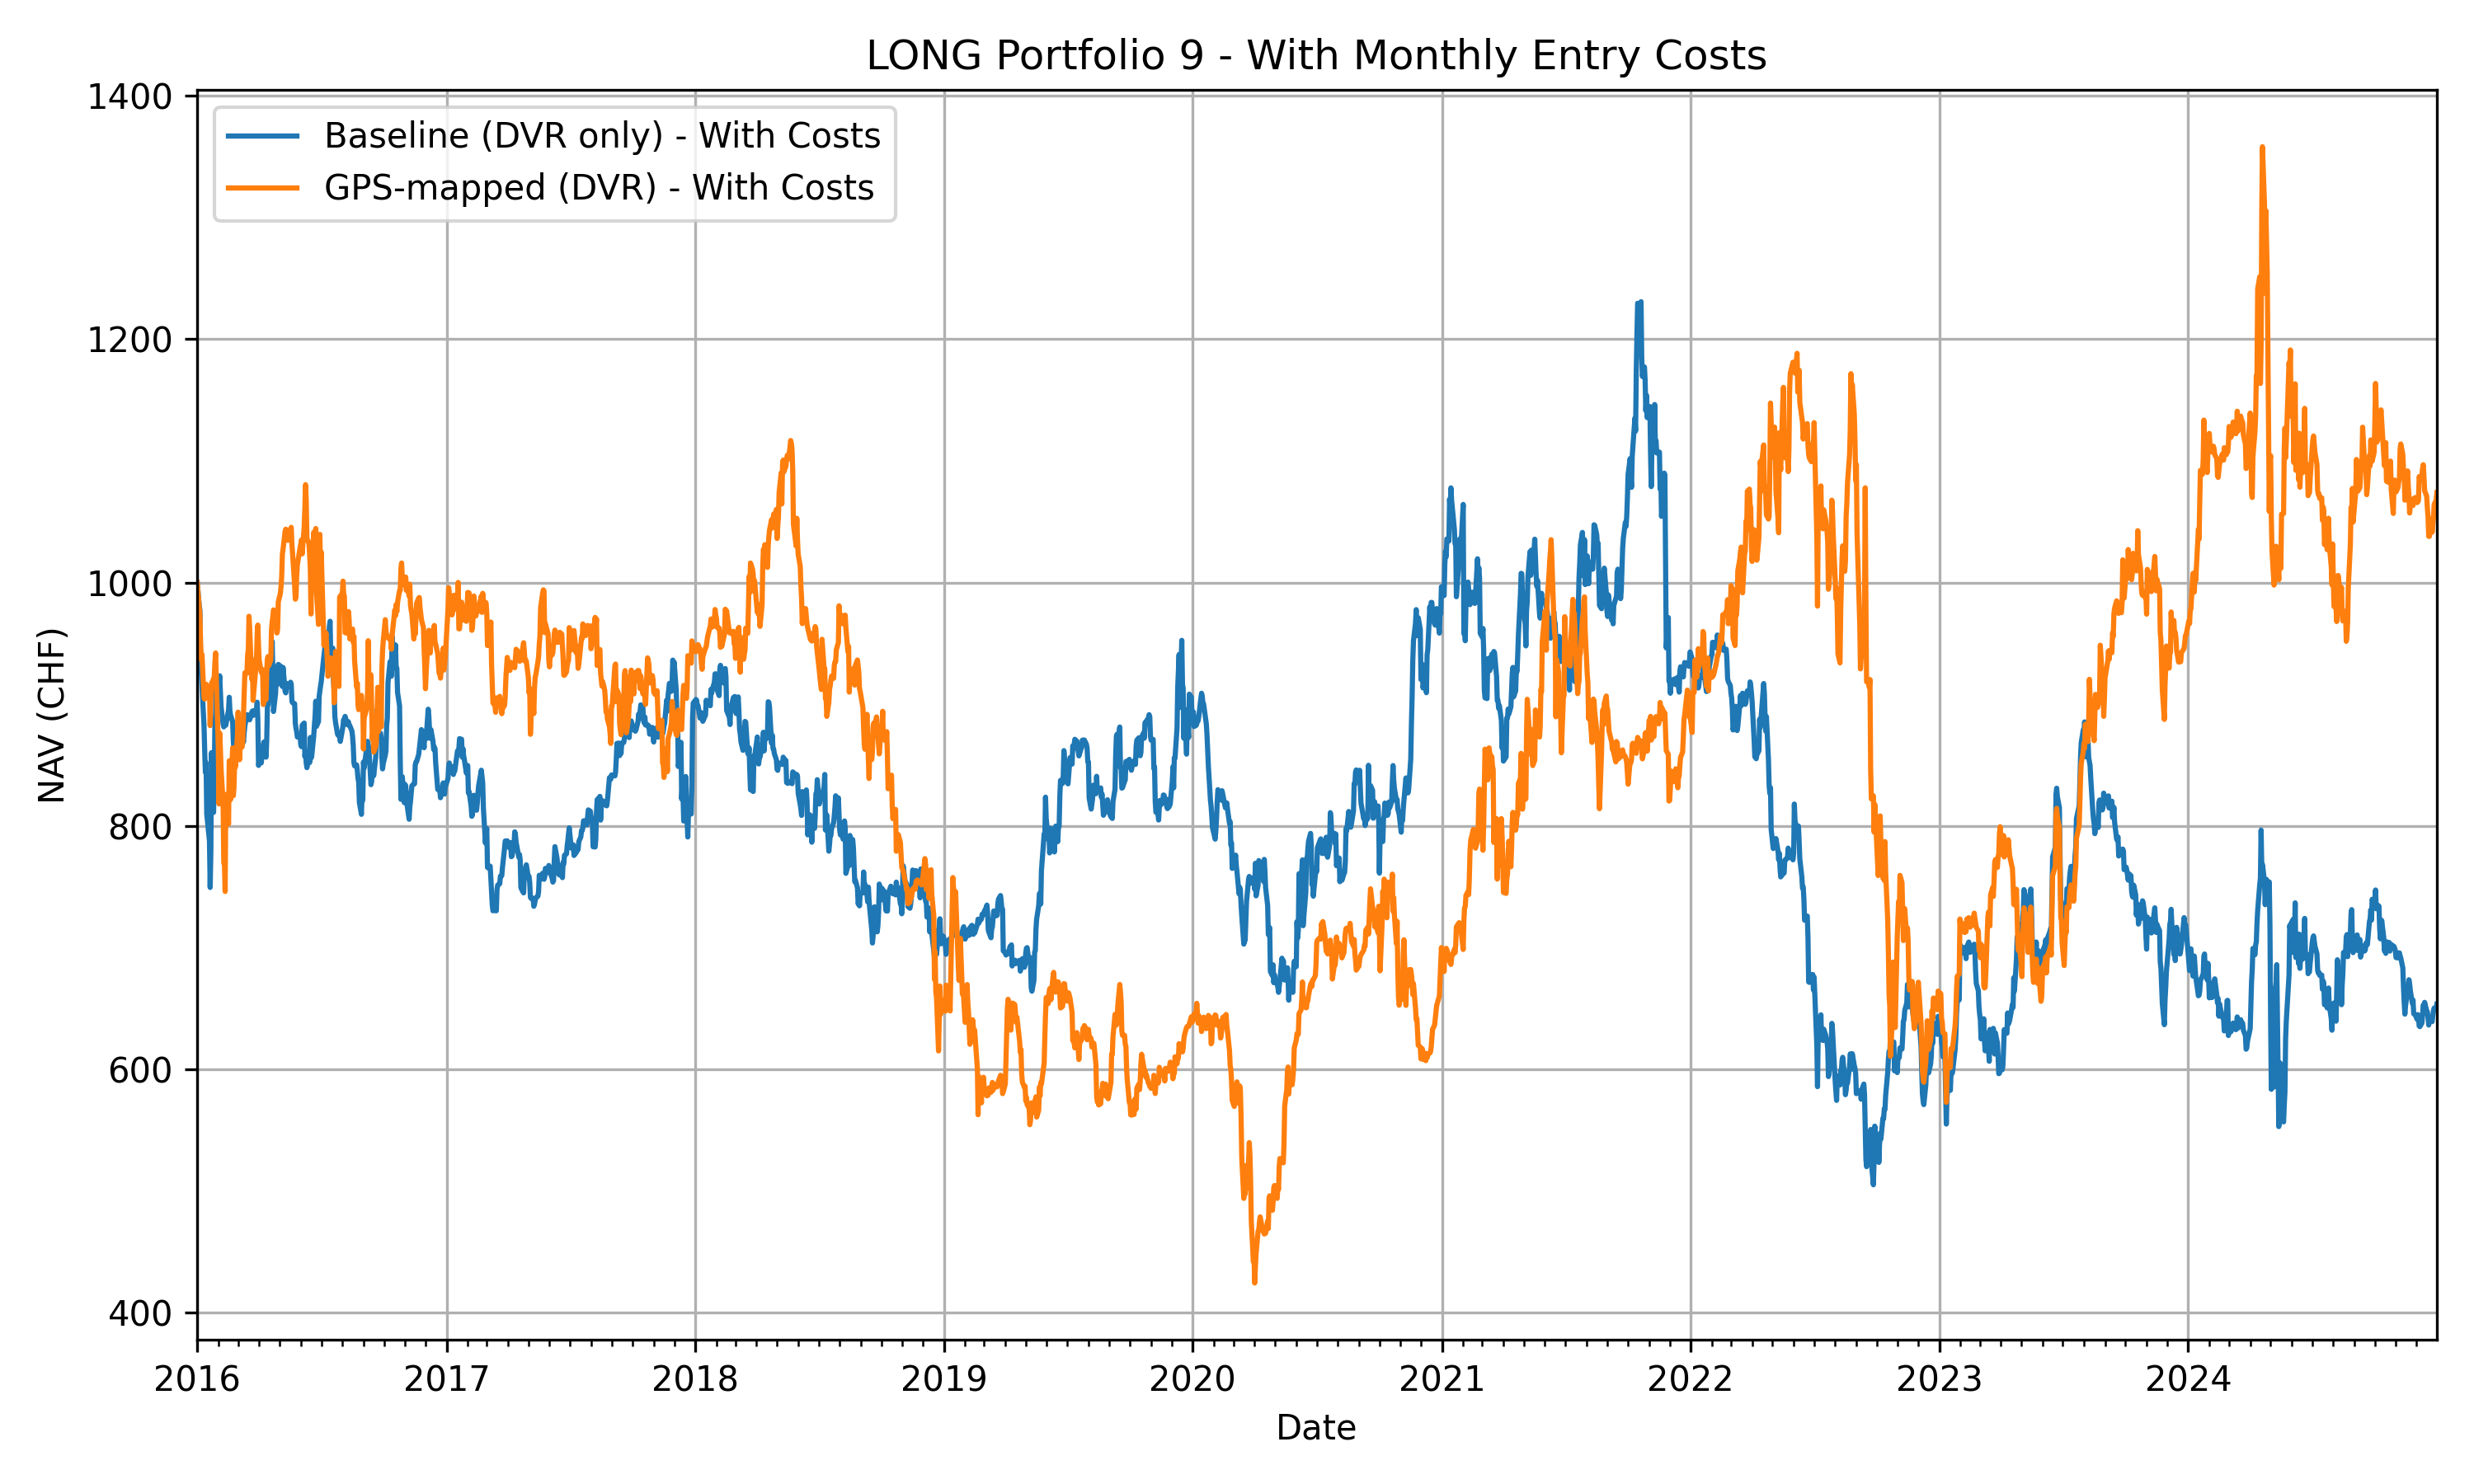 LONG Portfolio 9 - With Monthly Entry Costs
Baseline (DVR only) - With Costs
GPS-mapped (DVR) - With Costs
NAV (CHF)
1400
1200
1000
800
600
400
2016 2017 2018 2019 2020 2021 2022 2023 2024
Date